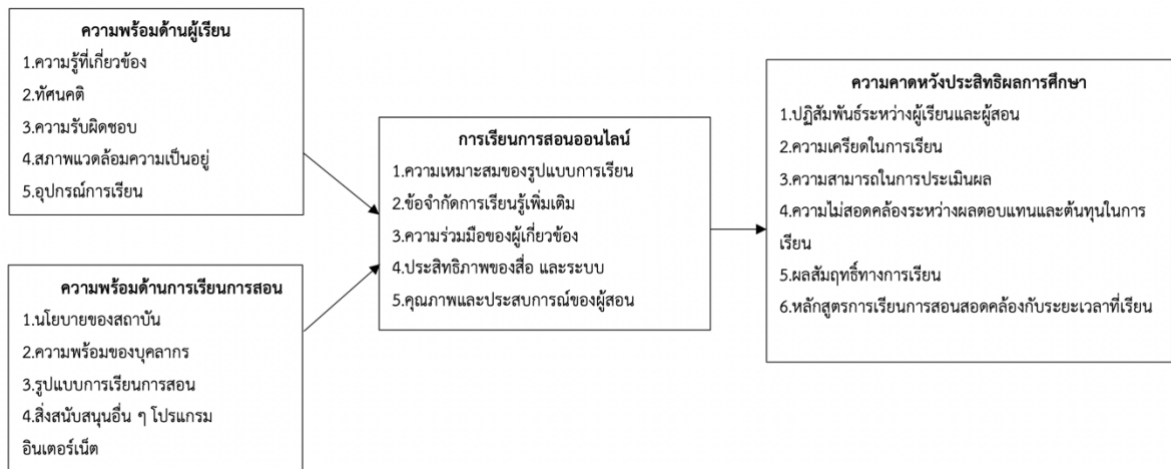 ความพร้อมด้านผู้เรียน
1.ความรู้ที่เกี่ยวข้อง
2.ทัศนคติ
3.ความรับผิดชอบ
4.สภาพแวดล้อมความเป็นอยู่
5.อุปกรณ์การเรียน
ความพร้อมด้านการเรียนการสอน
1.นโยบายของสถาบัน
2.ความพร้อมของบุคลากร
3.รูปแบบการเรียนการสอน
4.สิ่งสนับสนุนอื่น ๆ โปรแกรม
อินเตอร์เน็ต
การเรียนการสอนออนไลน์
1.ความเหมาะสมของรูปแบบการเรียน
2.ข้อจำกัดการเรียนรู้เพิ่มเติม
3.ความร่วมมือของผู้เกี่ยวข้อง
4.ประสิทธิภาพของสื่อ และระบบ
5.คุณภาพและประสบการณ์ของผู้สอน
ความคาดหวังประสิทธิผลการศึกษา
1.ปฏิสัมพันธ์ระหว่างผู้เรียนและผู้สอน
2.ความเครียดในการเรียน
3.ความสามารถในการประเมินผล
4.ความไม่สอดคล้องระหว่างผลตอบแทนและต้นทุนในการ
เรียน
5.ผลสัมฤทธิ์ทางการเรียน
6.หลักสูตรการเรียนการสอนสอดคล้องกับระยะเวลาที่เรียน